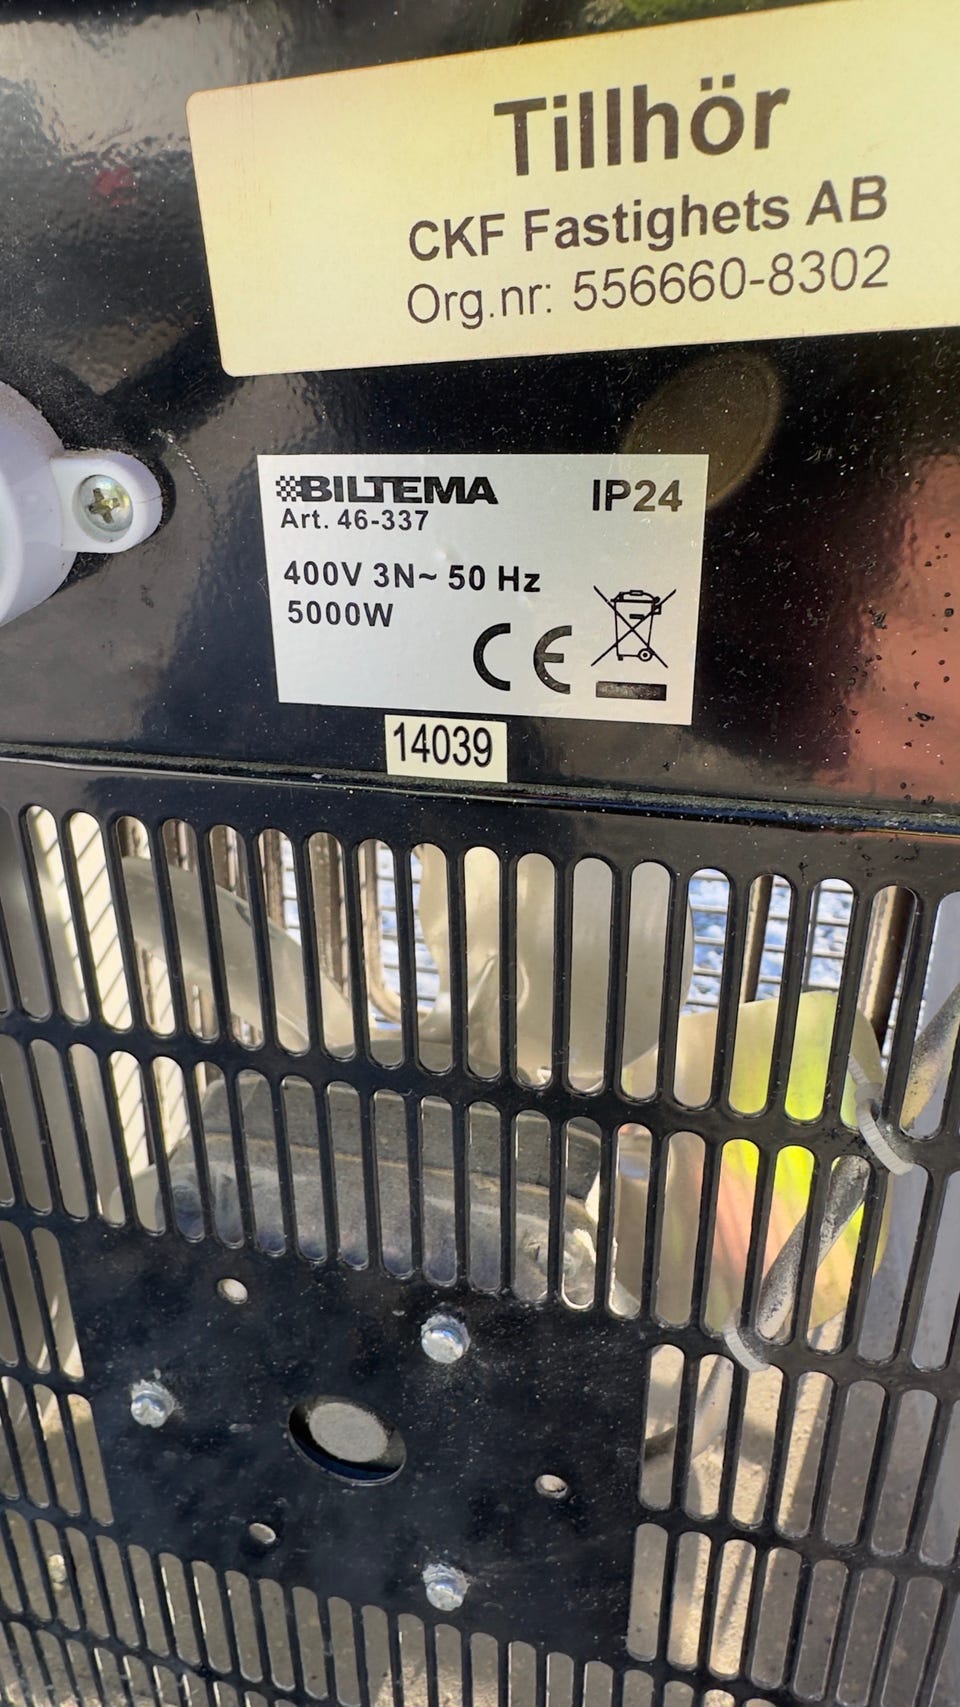 Tillhör
CKF Fastighets AB
Org.nr: 556660-8302
BILTEMA
IP24
Art. 46-337
400V 3N~ 50 Hz
5000W
CE
14039